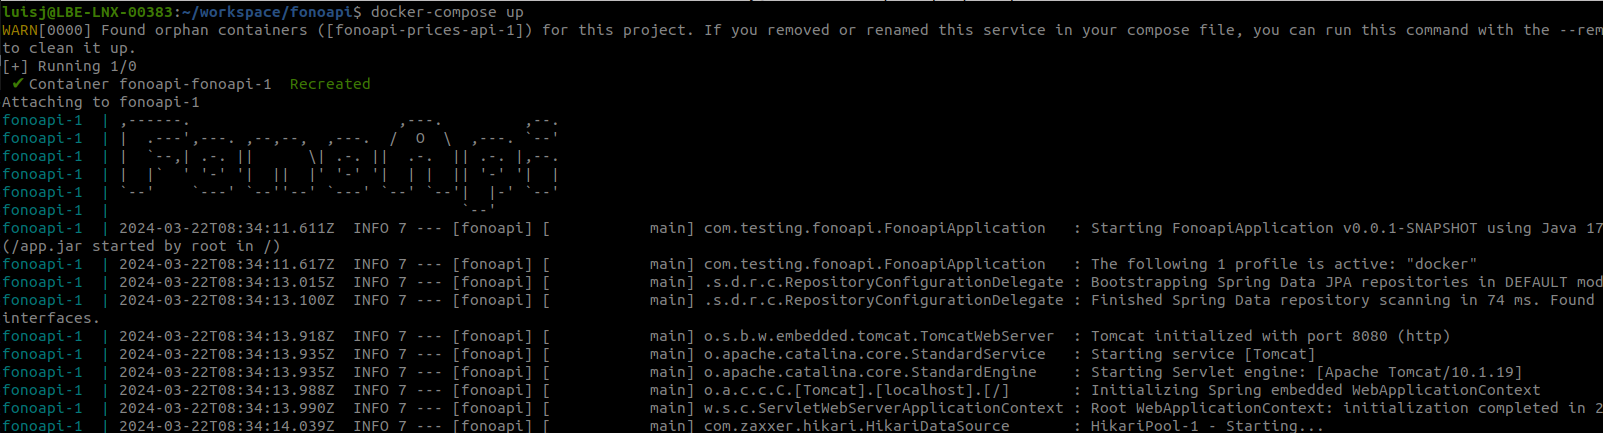 luisj@LBE-LNX-00383:~/workspace/fonoapi$ docker-compose up
WARN[0000] Found orphan containers ([fonoapi-prices-api-1]) for this project. If you removed or renamed this service in your compose file, you can run this command with the --rem
to clean it up.
[+] Running 1/0
✔ Container fonoapi-fonoapi-1  Recreated
Attaching to fonoapi-1
fonoapi-1  | ,------.                        ,---.         ,--.
fonoapi-1  | |  .---',---. ,--,--,  ,---.  /  O  \  ,---. `--'
fonoapi-1  | |  `--,| .-. ||      \| .-. ||  .-.  || .-. |,--.
fonoapi-1  | |  |`  ' '-' '|  ||  |' '-' '|  | |  || '-' '|  |
fonoapi-1  | `--'    `---' `--''--' `---' `--' `--'|  |-' `--'
fonoapi-1  |                                       `--'
fonoapi-1  | 2024-03-22T08:34:11.611Z  INFO 7 --- [fonoapi] [           main] com.testing.fonoapi.FonoapiApplication   : Starting FonoapiApplication v0.0.1-SNAPSHOT using Java 17
(/app.jar started by root in /)
fonoapi-1  | 2024-03-22T08:34:11.617Z  INFO 7 --- [fonoapi] [           main] com.testing.fonoapi.FonoapiApplication   : The following 1 profile is active: "docker"
fonoapi-1  | 2024-03-22T08:34:13.015Z  INFO 7 --- [fonoapi] [           main] .s.d.r.c.RepositoryConfigurationDelegate : Bootstrapping Spring Data JPA repositories in DEFAULT mod
fonoapi-1  | 2024-03-22T08:34:13.100Z  INFO 7 --- [fonoapi] [           main] .s.d.r.c.RepositoryConfigurationDelegate : Finished Spring Data repository scanning in 74 ms. Found
interfaces.
fonoapi-1  | 2024-03-22T08:34:13.918Z  INFO 7 --- [fonoapi] [           main] o.s.b.w.embedded.tomcat.TomcatWebServer  : Tomcat initialized with port 8080 (http)
fonoapi-1  | 2024-03-22T08:34:13.935Z  INFO 7 --- [fonoapi] [           main] o.apache.catalina.core.StandardService   : Starting service [Tomcat]
fonoapi-1  | 2024-03-22T08:34:13.935Z  INFO 7 --- [fonoapi] [           main] o.apache.catalina.core.StandardEngine    : Starting Servlet engine: [Apache Tomcat/10.1.19]
fonoapi-1  | 2024-03-22T08:34:13.988Z  INFO 7 --- [fonoapi] [           main] o.a.c.c.C.[Tomcat].[localhost].[/]       : Initializing Spring embedded WebApplicationContext
fonoapi-1  | 2024-03-22T08:34:13.990Z  INFO 7 --- [fonoapi] [           main] w.s.c.ServletWebServerApplicationContext : Root WebApplicationContext: initialization completed in 2
fonoapi-1  | 2024-03-22T08:34:14.039Z  INFO 7 --- [fonoapi] [           main] com.zaxxer.hikari.HikariDataSource       : HikariPool-1 - Starting...